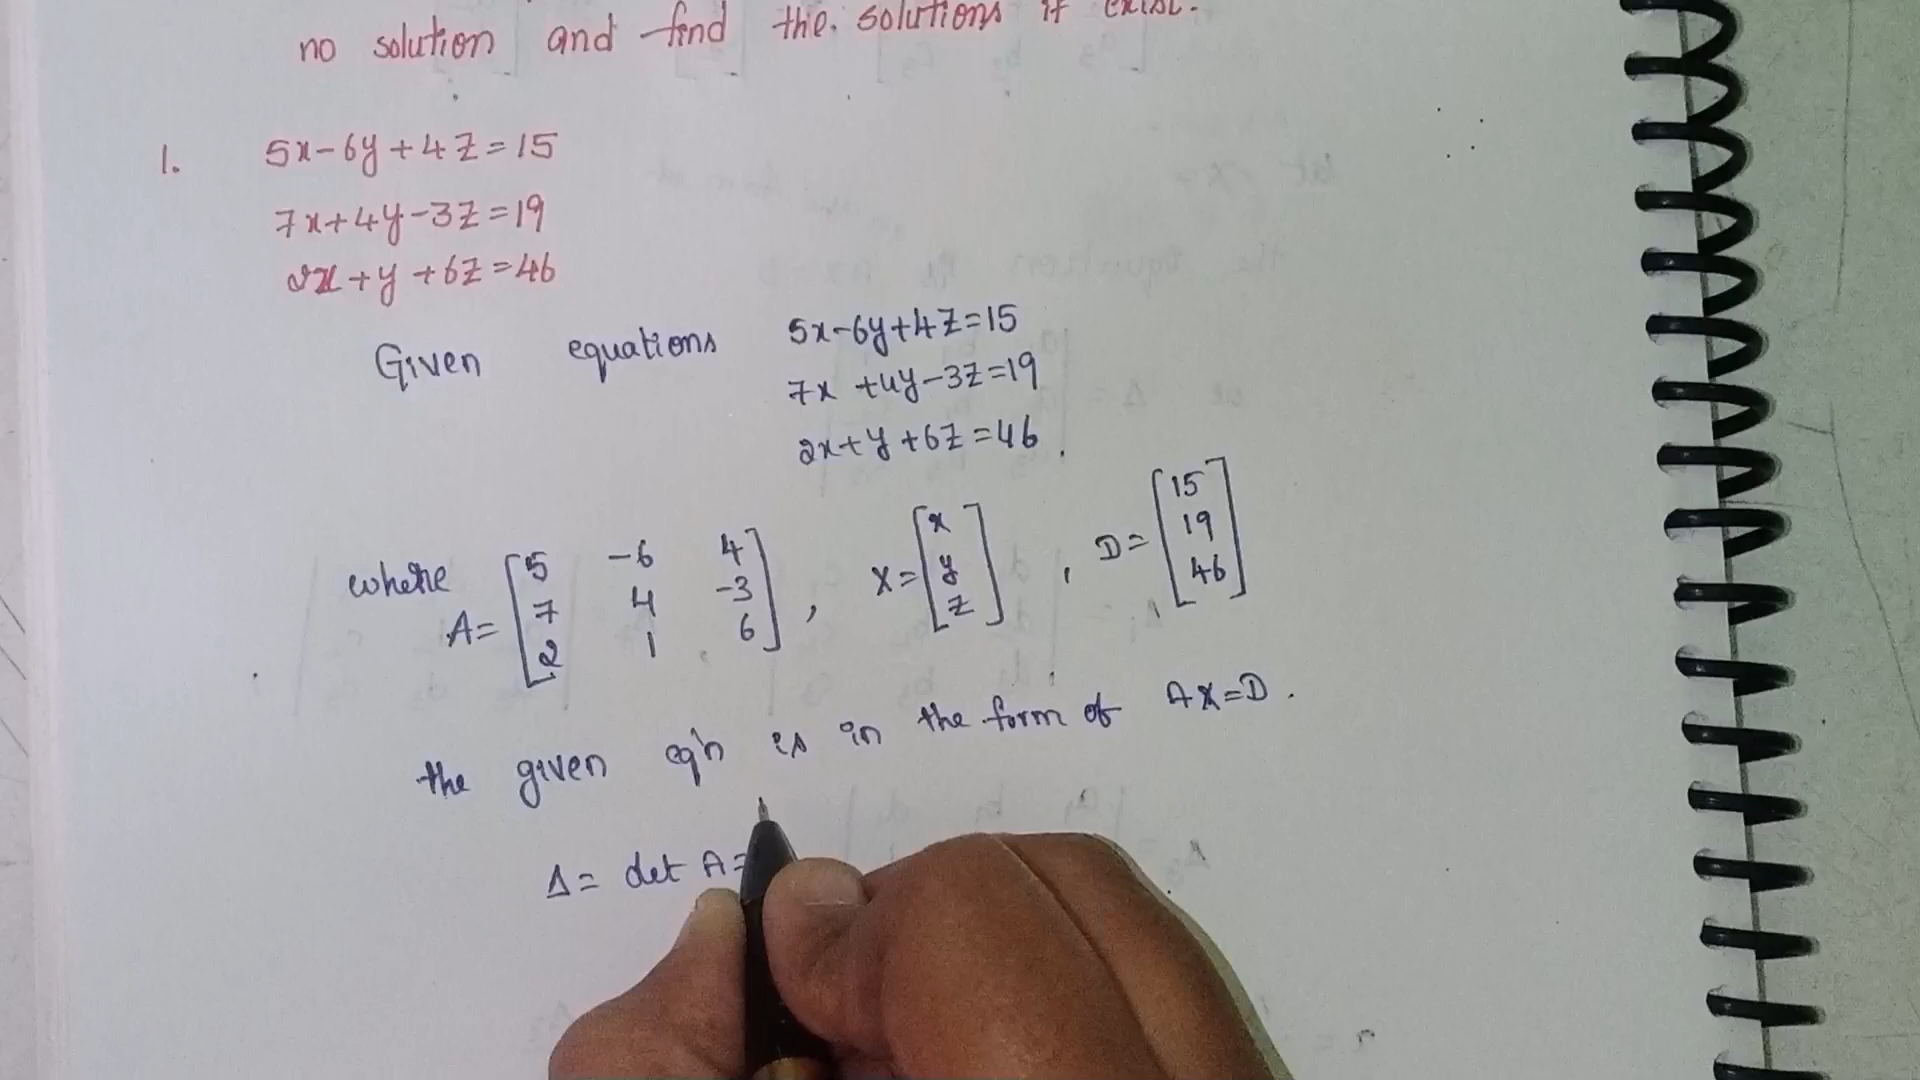 no solution and find the solutions if exist.
1. 5x-6y+4z=15
7x+4y-3z=19
2x+y+6z=46
Given equations 5x-6y+4z=15
7x+4y-3z=19
2x+y+6z=46.
where A= [5 -6 4
7 4 -3
2 1 6], X= [x
y
z], D= [15
19
46]
the given eq'n is in the form of AX=D.
Δ= det A=